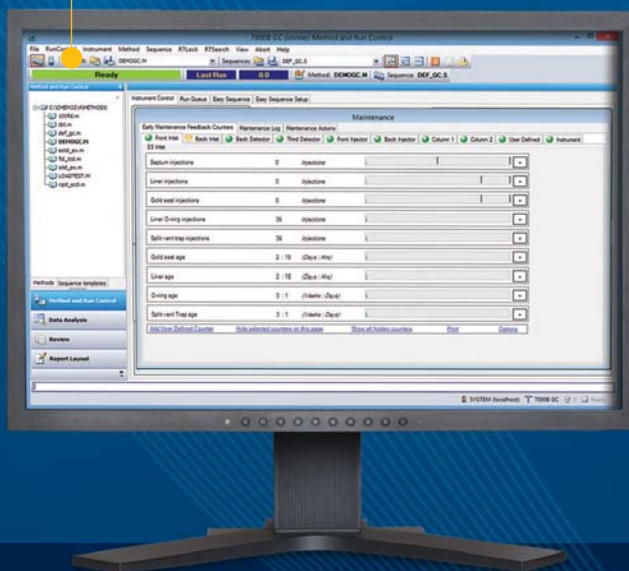 7890B GC (online): Method and Run Control
File RunControl Instrument Method Sequence RTLock RTSearch View Abort Help
DEMOGC.M Sequences DEF_GC.S
Ready Last Run 0.0 Method: DEMOGC.M Sequence: DEF_GC.S
Method and Run Control
Instrument Control Run Queue Easy Sequence Easy Sequence Setup
C:\CHEM32\4\METHODS
def_gc.m
DEMOGC.M
LOADTEST.M
Maintenance
Early Maintenance Feedback Counters Maintenance Log Maintenance Actions
Front Inlet Back Inlet Back Detector Third Detector Front Injector Back Injector Column 1 Column 2 User Defined Instrument
SS Inlet
Septum injections 0 Injections
Liner injections 0 Injections
Gold seal injections 0 Injections
Liner O-ring injections 36 Injections
Split vent trap injections 36 Injections
Gold seal age 2 : 18 (Days : Hrs)
Liner age 2 : 18 (Days : Hrs)
O-ring age 3 : 1 (Weeks : Days)
Split vent Trap age 3 : 1 (Weeks : Days)
Add User Defined Counter Hide selected counters on this page Show all hidden counters Print Options
Methods Sequence templates
Method and Run Control
Data Analysis
Review
Report Layout
SYSTEM (localhost) 7890B GC